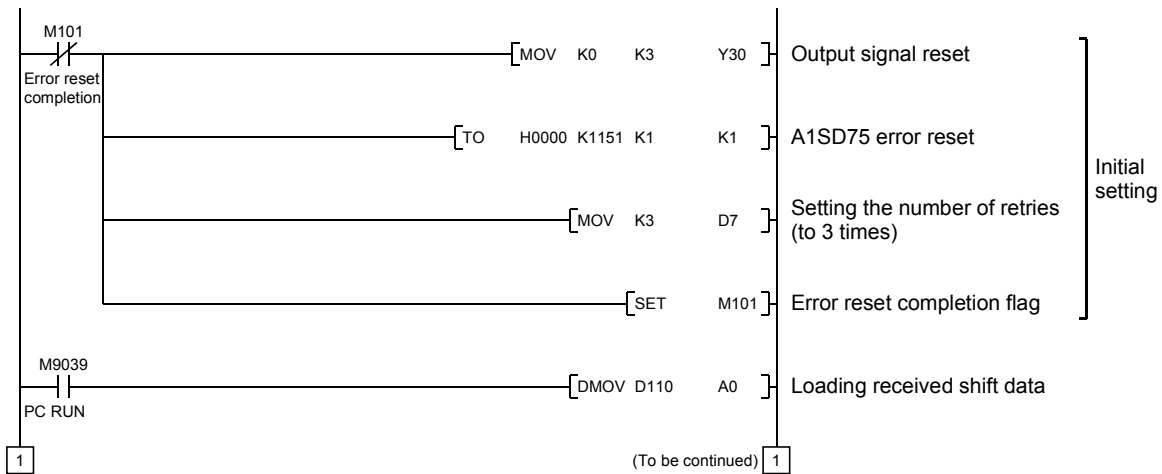 M101
MOV K0 K3 Y30 Output signal reset
Error reset
completion
TO H0000 K1151 K1 K1 A1SD75 error reset
Initial
setting
MOV K3 D7 Setting the number of retries
(to 3 times)
SET M101 Error reset completion flag
M9039
DMOV D110 A0 Loading received shift data
PC RUN
1 (To be continued) 1